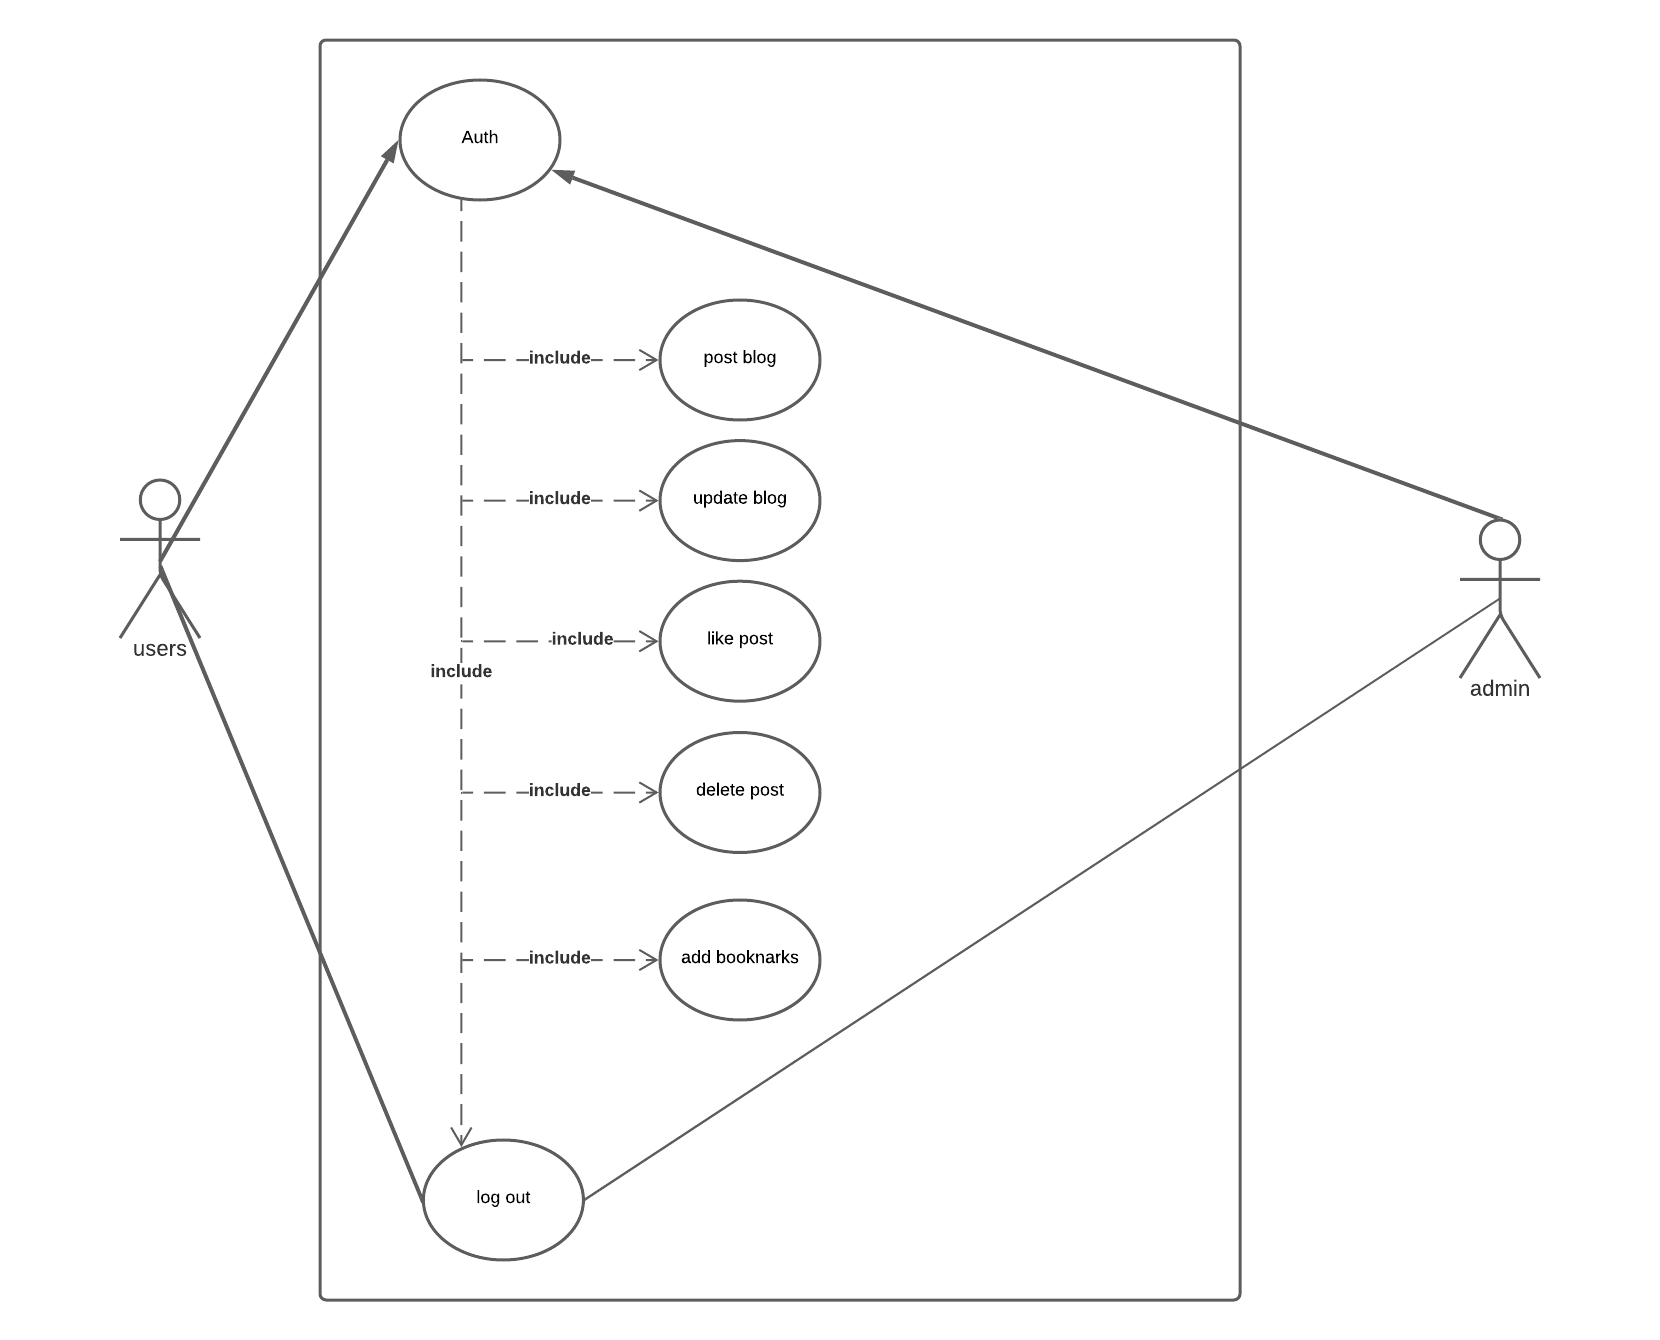 Auth
include
post blog
include
update blog
users
include
like post
include
admin
include
delete post
include
add booknarks
log out